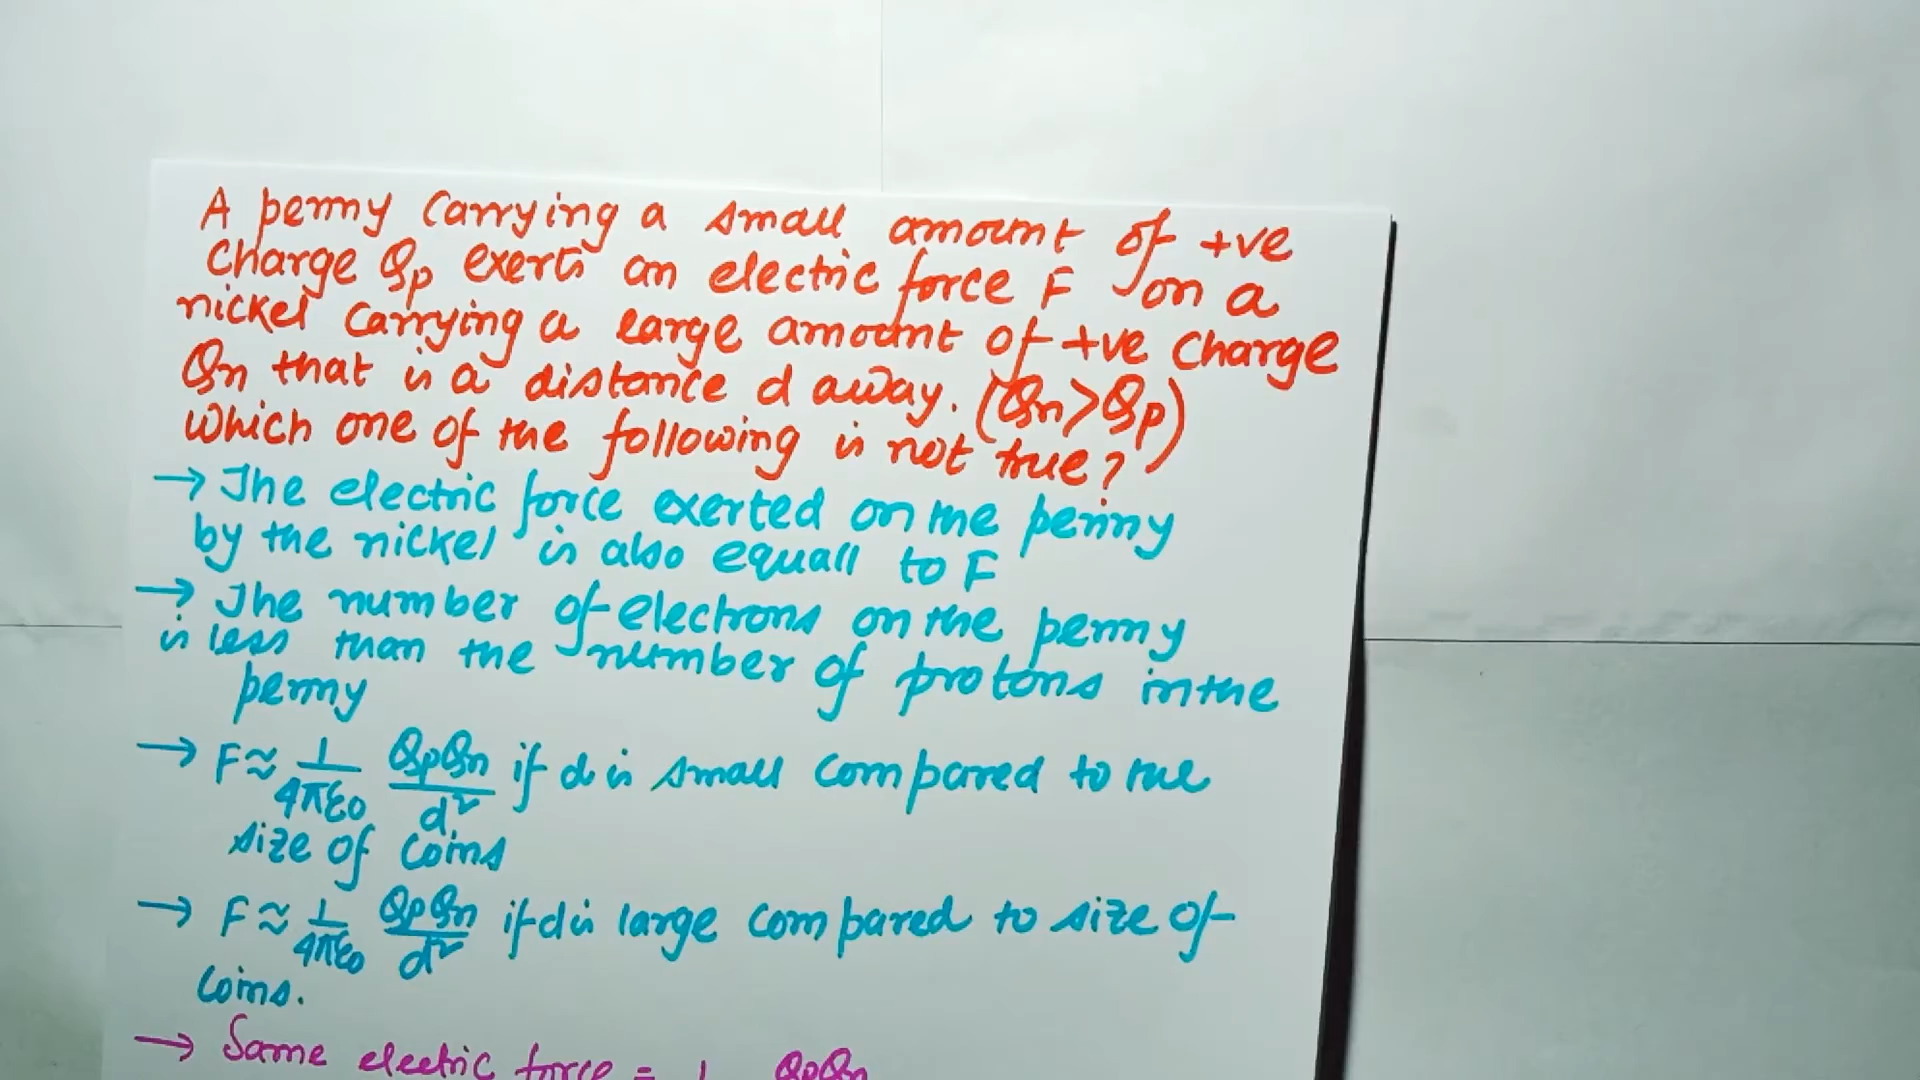 A penny carrying a small amount of +ve
charge Qp exerts an electric force F on a
nickel carrying a large amount of +ve charge
Qn that is a distance d away. (Qn>Qp)
which one of the following is not true?
→ The electric force exerted on the penny
by the nickel is also equall to F
→ The number of electrons on the penny
is less than the number of protons in the
penny
→ F≈ 1/4πε0 QpQn/d² if d is small compared to the
size of coins
→ F≈ 1/4πε0 QpQn/d² if d is large compared to size of
coins.
→ Same electric force = 1 QpQn